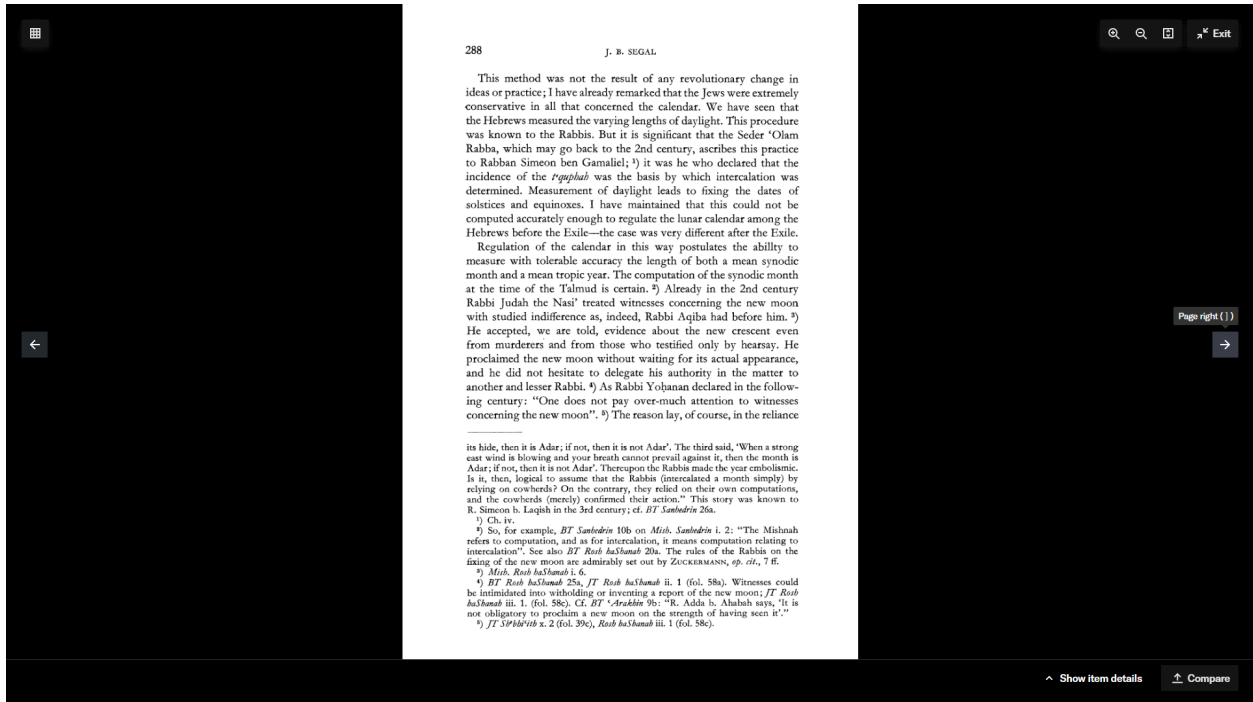 Exit
288
J. B. SEGAL
This method was not the result of any revolutionary change in
ideas or practice; I have already remarked that the Jews were extremely
conservative in all that concerned the calendar. We have seen that
the Hebrews measured the varying lengths of daylight. This procedure
was known to the Rabbis. But it is significant that the Seder ‘Olam
Rabba, which may go back to the 2nd century, ascribes this practice
to Rabban Simeon ben Gamaliel; ¹) it was he who declared that the
incidence of the tᵉquphah was the basis by which intercalation was
determined. Measurement of daylight leads to fixing the dates of
solstices and equinoxes. I have maintained that this could not be
computed accurately enough to regulate the lunar calendar among the
Hebrews before the Exile—the case was very different after the Exile.
Regulation of the calendar in this way postulates the abillty to
measure with tolerable accuracy the length of both a mean synodic
month and a mean tropic year. The computation of the synodic month
at the time of the Talmud is certain. ²) Already in the 2nd century
Rabbi Judah the Nasi’ treated witnesses concerning the new moon
with studied indifference as, indeed, Rabbi Aqiba had before him. ³)
He accepted, we are told, evidence about the new crescent even
from murderers and from those who testified only by hearsay. He
proclaimed the new moon without waiting for its actual appearance,
and he did not hesitate to delegate his authority in the matter to
another and lesser Rabbi. ⁴) As Rabbi Yoḥanan declared in the follow-
ing century: “One does not pay over-much attention to witnesses
concerning the new moon”. ⁵) The reason lay, of course, in the reliance
its hide, then it is Adar; if not, then it is not Adar’. The third said, ‘When a strong
east wind is blowing and your breath cannot prevail against it, then the month is
Adar; if not, then it is not Adar’. Thereupon the Rabbis made the year embolismic.
Is it, then, logical to assume that the Rabbis (intercalated a month simply) by
relying on cowherds? On the contrary, they relied on their own computations,
and the cowherds (merely) confirmed their action.” This story was known to
R. Simeon b. Laqish in the 3rd century; cf. BT Sanhedrin 26a.
¹) Ch. iv.
²) So, for example, BT Sanhedrin 10b on Mish. Sanhedrin i. 2: “The Mishnah
refers to computation, and as for intercalation, it means computation relating to
intercalation”. See also BT Rosh haShanah 20a. The rules of the Rabbis on the
fixing of the new moon are admirably set out by ZUCKERMANN, op. cit., 7 ff.
³) Mish. Rosh haShanah i. 6.
⁴) BT Rosh haShanah 25a, JT Rosh haShanah ii. 1 (fol. 58a). Witnesses could
be intimidated into witholding or inventing a report of the new moon; JT Rosh
haShanah iii. 1. (fol. 58c). Cf. BT ‘Arakhin 9b: “R. Adda b. Ahabah says, ‘It is
not obligatory to proclaim a new moon on the strength of having seen it’.”
⁵) JT Shᵉbhi‘ith x. 2 (fol. 39c), Rosh haShanah iii. 1 (fol. 58c).
Page right (])
Show item details
Compare